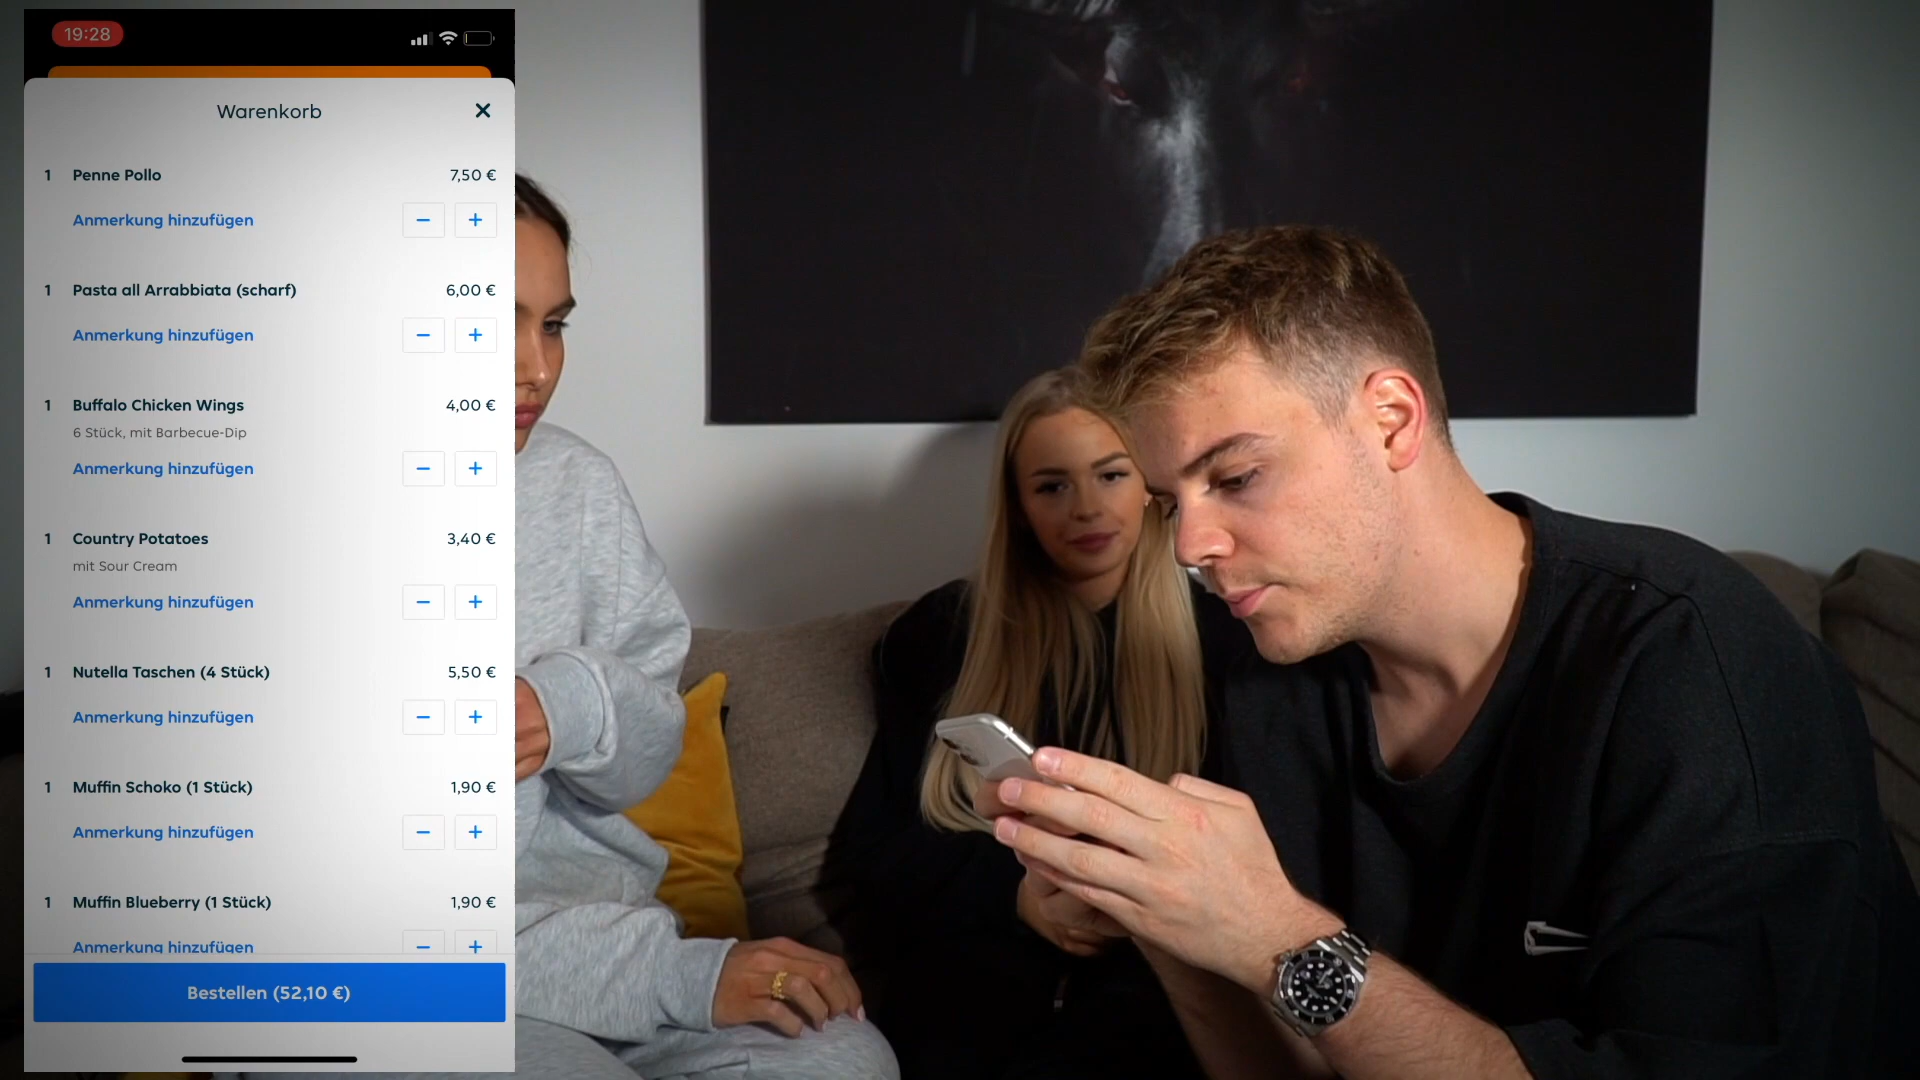 19:28
Warenkorb
1 Penne Pollo 7,50 €
Anmerkung hinzufügen
1 Pasta all Arrabbiata (scharf) 6,00 €
Anmerkung hinzufügen
1 Buffalo Chicken Wings 4,00 €
6 Stück, mit Barbecue-Dip
Anmerkung hinzufügen
1 Country Potatoes 3,40 €
mit Sour Cream
Anmerkung hinzufügen
1 Nutella Taschen (4 Stück) 5,50 €
Anmerkung hinzufügen
1 Muffin Schoko (1 Stück) 1,90 €
Anmerkung hinzufügen
1 Muffin Blueberry (1 Stück) 1,90 €
Anmerkung hinzufügen
Bestellen (52,10 €)